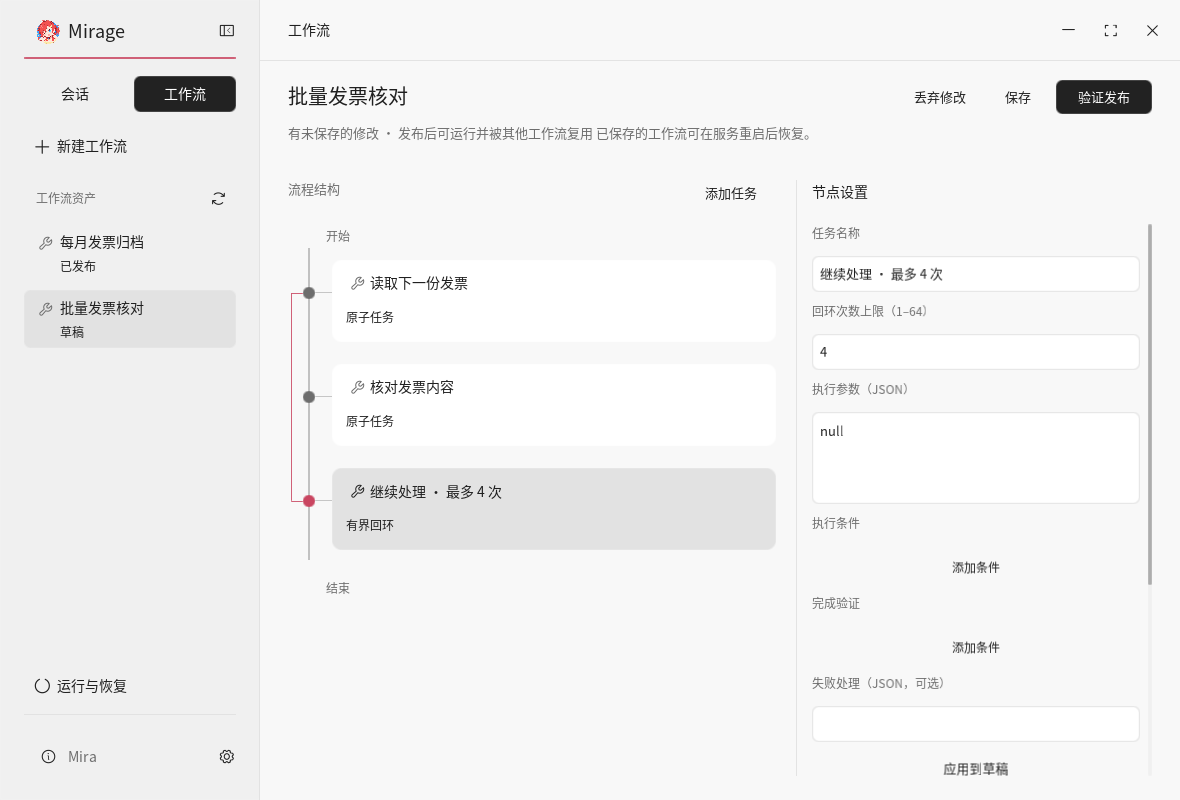 Mirage
会话
工作流
新建工作流
工作流资产
每月发票归档
已发布
批量发票核对
草稿
运行与恢复
Mira
工作流
批量发票核对
丢弃修改
保存
验证发布
有未保存的修改 · 发布后可运行并被其他工作流复用 已保存的工作流可在服务重启后恢复。
流程结构
添加任务
开始
读取下一份发票
原子任务
核对发票内容
原子任务
继续处理 · 最多 4 次
有界回环
结束
节点设置
任务名称
继续处理 · 最多 4 次
回环次数上限（1–64）
4
执行参数（JSON）
null
执行条件
添加条件
完成验证
添加条件
失败处理（JSON，可选）
应用到草稿